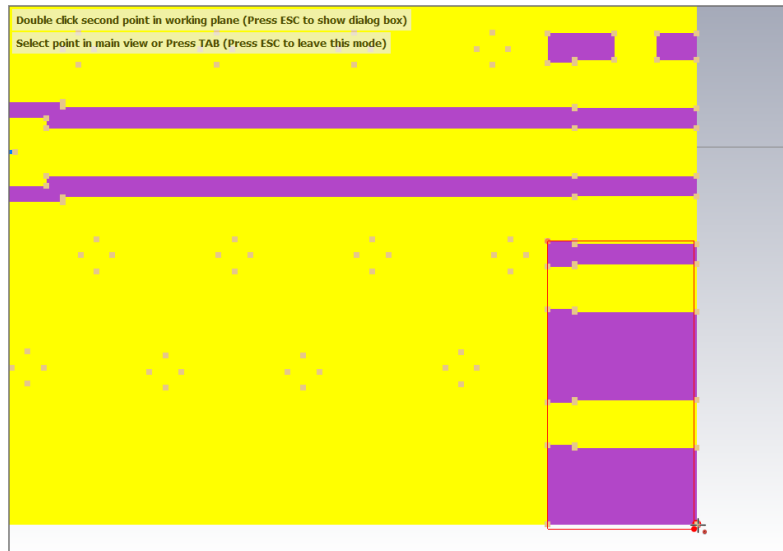 Double click second point in working plane (Press ESC to show dialog box)
Select point in main view or Press TAB (Press ESC to leave this mode)